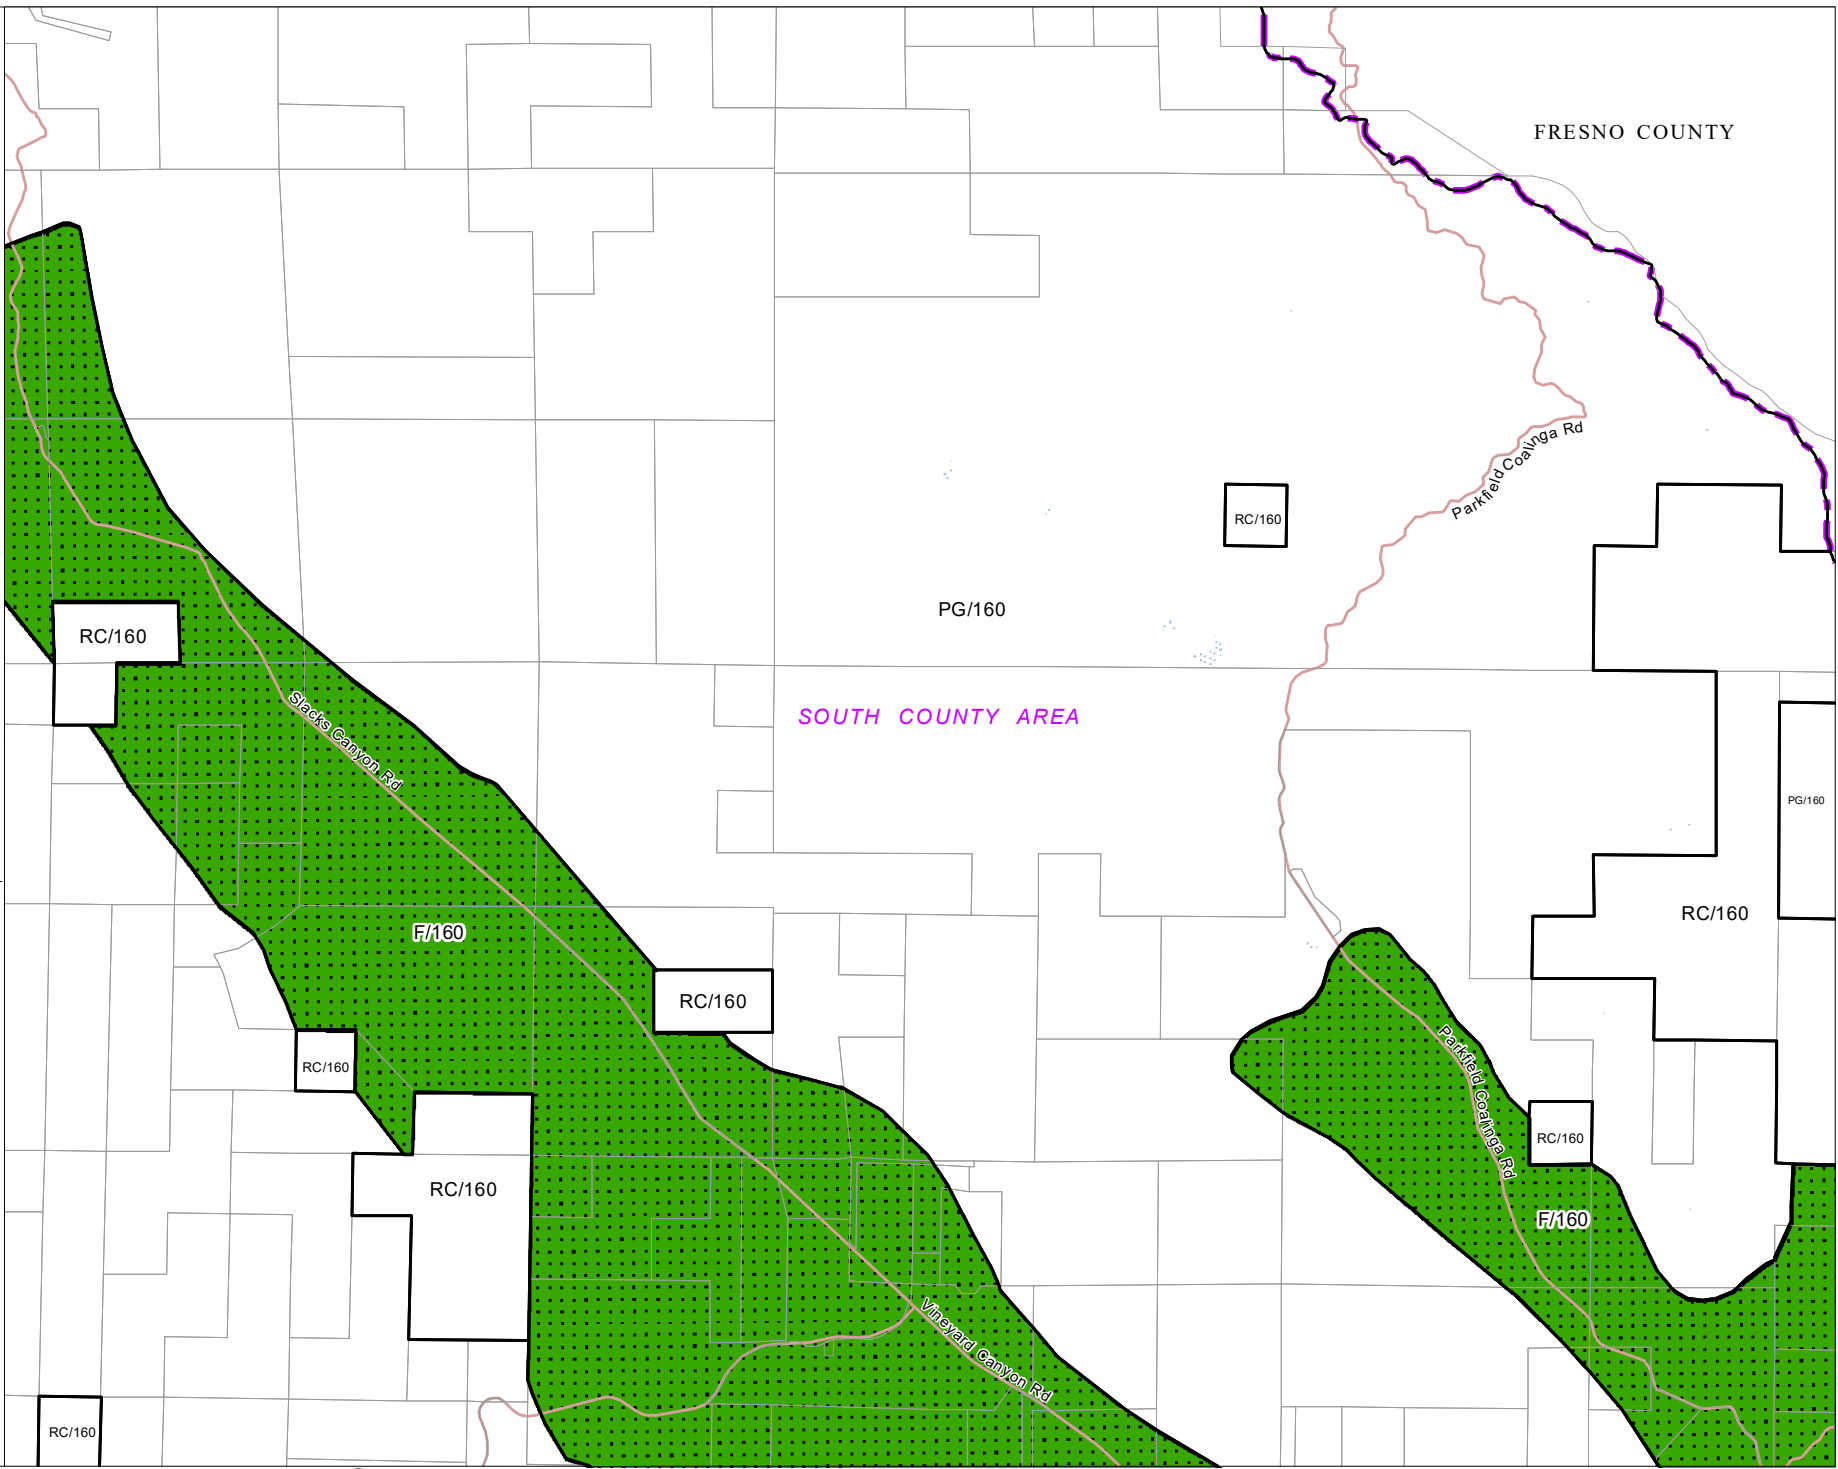 FRESNO COUNTY
Parkfield Coalinga Rd
RC/160
PG/160
RC/160
SOUTH COUNTY AREA
Slacks Canyon Rd
PG/160
RC/160
F/160
RC/160
RC/160
Parkfield Coalinga Rd
RC/160
RC/160
F/160
Vineyard Canyon Rd
RC/160